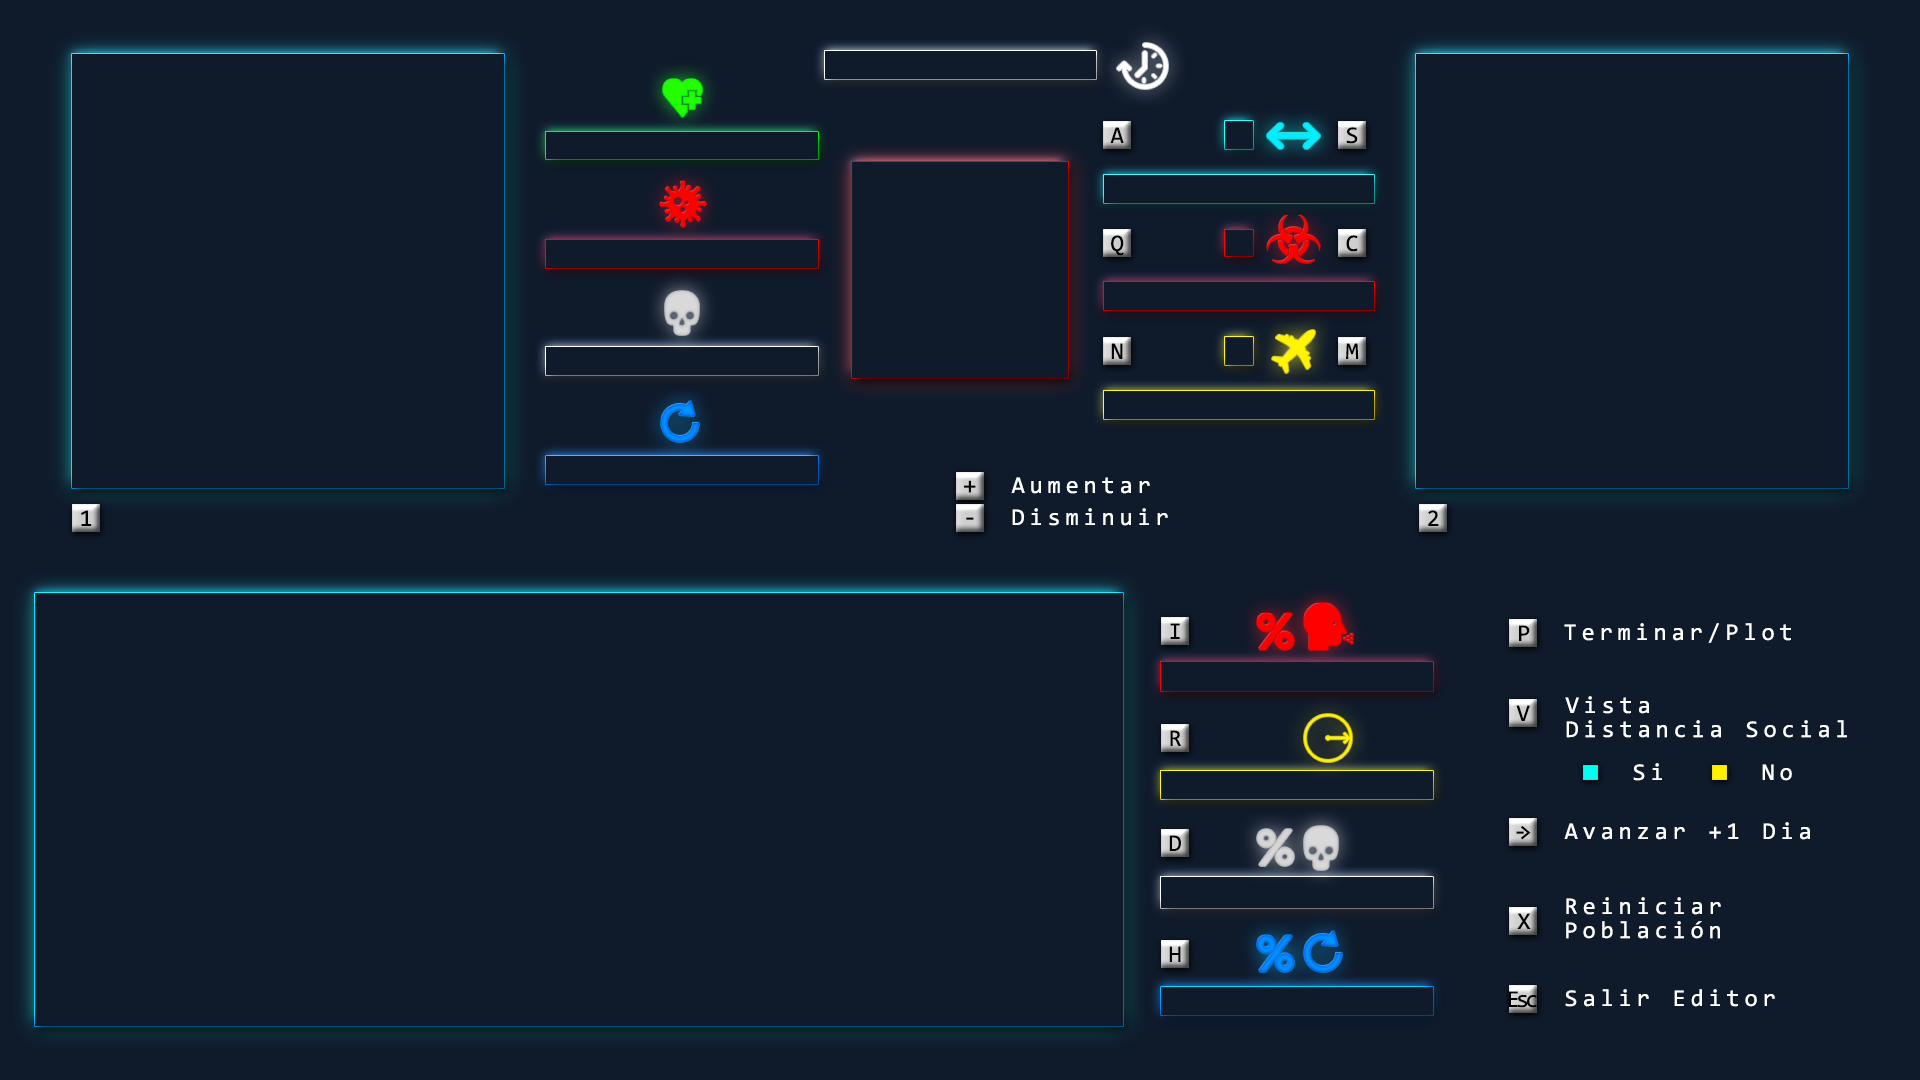 A
S
Q
C
N
M
+ Aumentar
- Disminuir
1
2
I %
R
D %
H %
P Terminar/Plot
V Vista
Distancia Social
Si No
→ Avanzar +1 Dia
X Reiniciar
Población
Esc Salir Editor